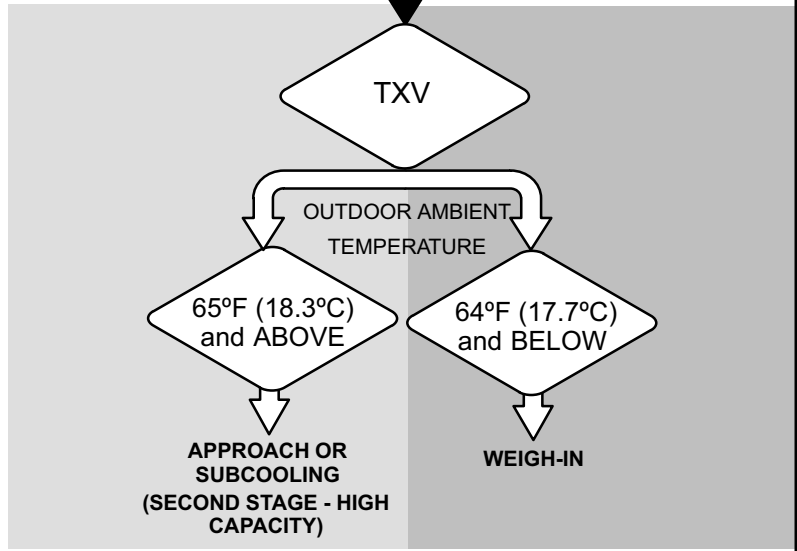 TXV
OUTDOOR AMBIENT
TEMPERATURE
65ºF (18.3ºC)
and ABOVE
64ºF (17.7ºC)
and BELOW
APPROACH OR
SUBCOOLING
(SECOND STAGE - HIGH
CAPACITY)
WEIGH-IN